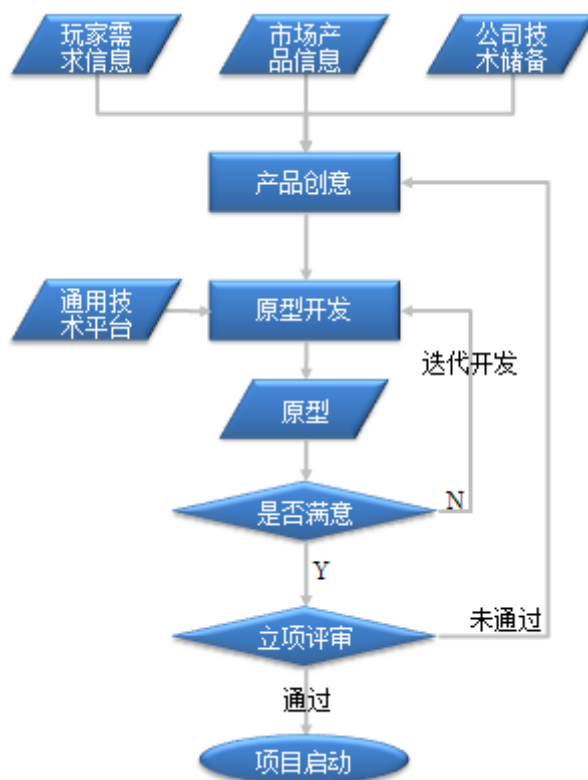 玩家需
求信息
市场产
品信息
公司技
术储备
产品创意
通用技
术平台
原型开发
迭代开发
原型
是否满意
N
Y
立项评审
未通过
通过
项目启动